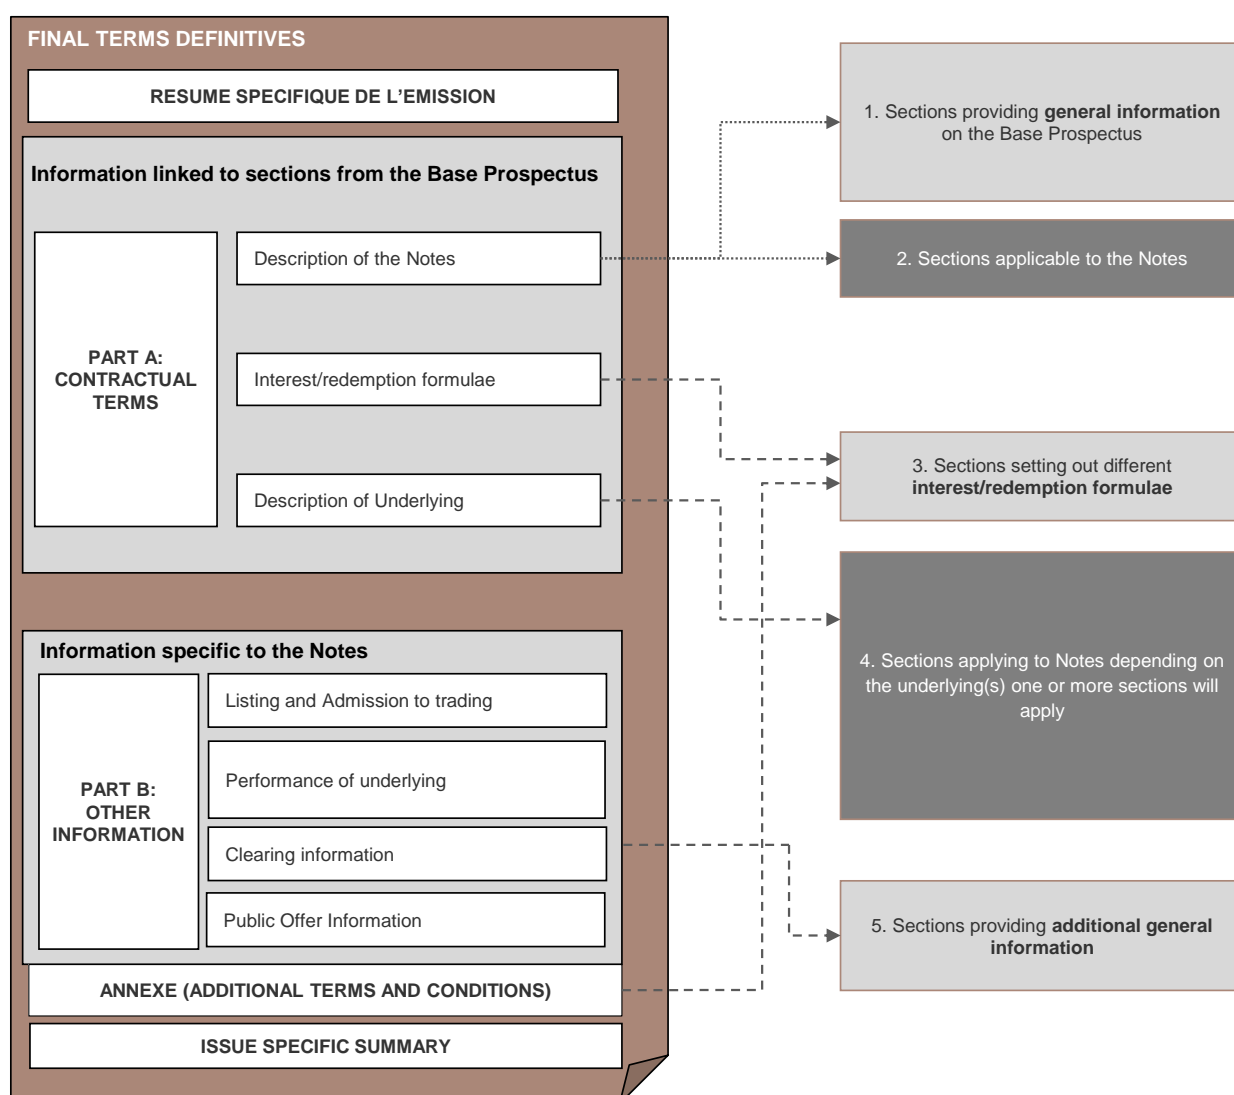 FINAL TERMS DEFINITIVES
RESUME SPECIFIQUE DE L’EMISSION
Information linked to sections from the Base Prospectus
PART A:
CONTRACTUAL
TERMS
Description of the Notes
Interest/redemption formulae
Description of Underlying
Information specific to the Notes
PART B:
OTHER
INFORMATION
Listing and Admission to trading
Performance of underlying
Clearing information
Public Offer Information
ANNEXE (ADDITIONAL TERMS AND CONDITIONS)
ISSUE SPECIFIC SUMMARY
1. Sections providing general information
on the Base Prospectus
2. Sections applicable to the Notes
3. Sections setting out different
interest/redemption formulae
4. Sections applying to Notes depending on
the underlying(s) one or more sections will
apply
5. Sections providing additional general
information